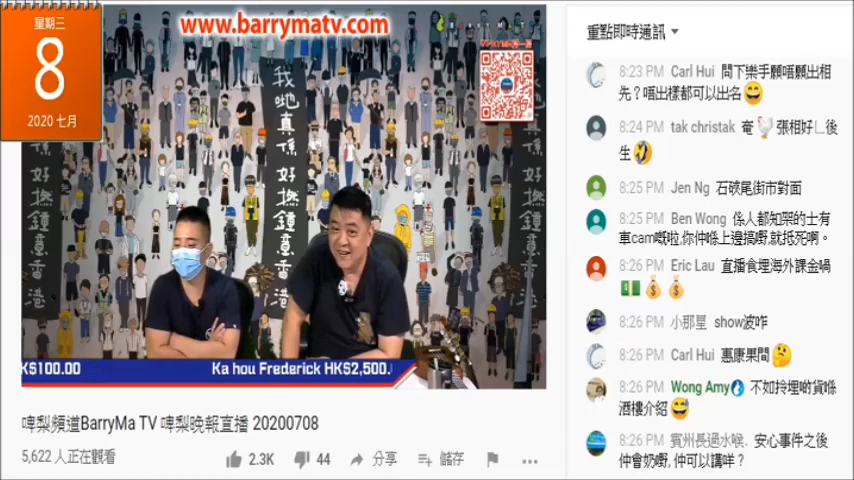 星期三
8
2020 七月
www.barrymatv.com
BARRYMATV
我哋真係好撚鍾意香港
我哋真係好撚鍾意香港
K$100.00
Ka hou Frederick HK$2,500.
啤梨頻道BarryMa TV 啤梨晚報直播 20200708
5,622 人正在觀看
2.3K
44
分享
儲存
重點即時通訊
8:23 PM Carl Hui 問下樂手願唔願出相
先？唔出樣都可以出名
8:24 PM tak christak 奄 張相好ㄴ後
生
8:25 PM Jen Ng 石硤尾街市對面
8:25 PM Ben Wong 係人都知架的士有
車cam嘅啦,你仲喺上邊搞嘢,就抵死啊。
8:26 PM Eric Lau 直播食埋海外課金喎
8:26 PM 小那星 show波咋
8:26 PM Carl Hui 惠康果間
8:26 PM Wong Amy 不如拎埋啲貨喺
酒樓介紹
8:26 PM 賓州長過水喉. 安心事件之後
仲會奶嘢, 仲可以講咩？